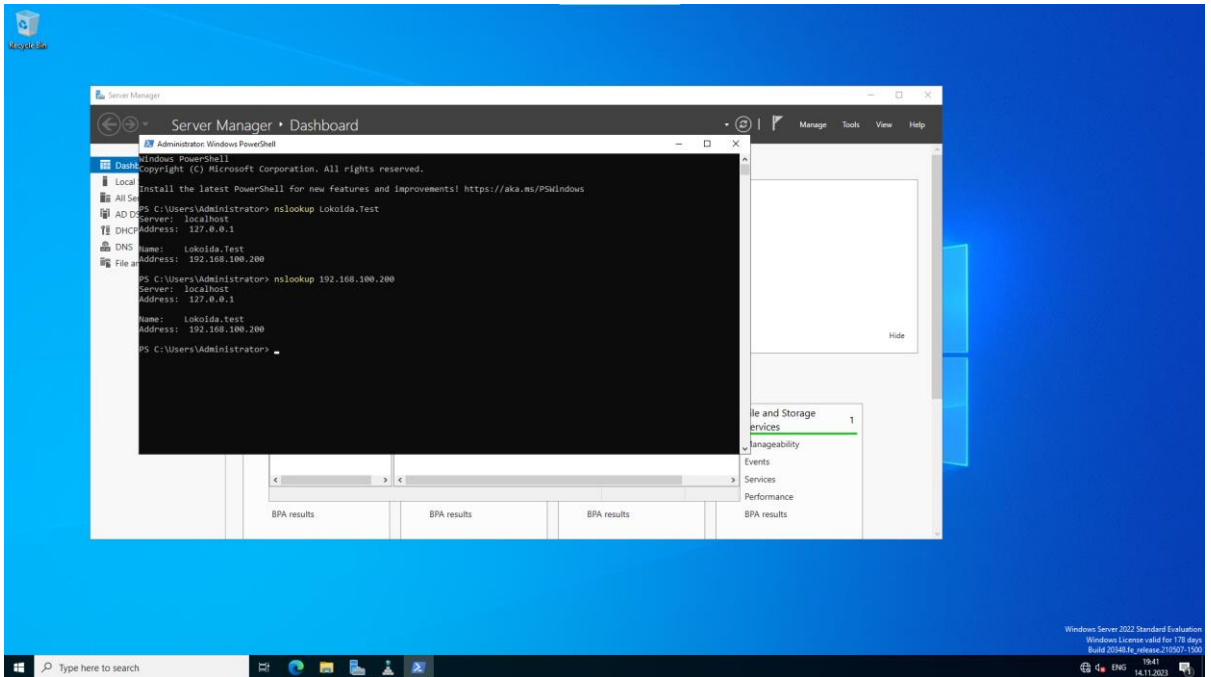 Recycle Bin
Server Manager
Server Manager • Dashboard
Manage Tools View Help
Administrator: Windows PowerShell
Windows PowerShell
Copyright (C) Microsoft Corporation. All rights reserved.
Install the latest PowerShell for new features and improvements! https://aka.ms/PSWindows
PS C:\Users\Administrator> nslookup Lokoida.Test
Server: localhost
Address: 127.0.0.1
Name: Lokoida.Test
Address: 192.168.100.200
PS C:\Users\Administrator> nslookup 192.168.100.200
Server: localhost
Address: 127.0.0.1
Name: Lokoida.test
Address: 192.168.100.200
PS C:\Users\Administrator>
Dashb
Local
All Se
AD DS
DHCP
DNS
File an
Hide
ile and Storage
ervices
1
Manageability
Events
Services
Performance
BPA results
BPA results
BPA results
BPA results
Windows Server 2022 Standard Evaluation
Windows License valid for 178 days
Build 20348.fe_release.210507-1500
Type here to search
ENG
19:41
14.11.2023
1